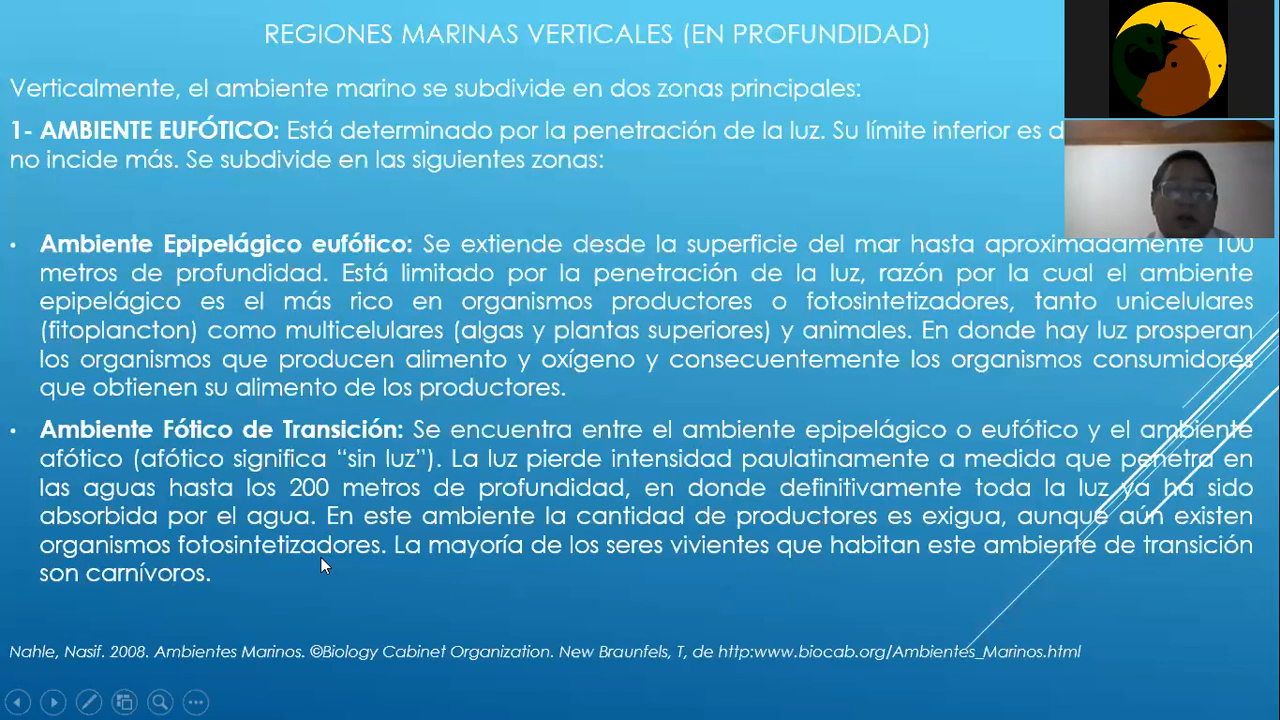 REGIONES MARINAS VERTICALES (EN PROFUNDIDAD)
Verticalmente, el ambiente marino se subdivide en dos zonas principales:
1- AMBIENTE EUFÓTICO: Está determinado por la penetración de la luz. Su límite inferior es
no incide más. Se subdivide en las siguientes zonas:
• Ambiente Epipelágico eufótico: Se extiende desde la superficie del mar hasta aproximadamente 100
metros de profundidad. Está limitado por la penetración de la luz, razón por la cual el ambiente
epipelágico es el más rico en organismos productores o fotosintetizadores, tanto unicelulares
(fitoplancton) como multicelulares (algas y plantas superiores) y animales. En donde hay luz prosperan
los organismos que producen alimento y oxígeno y consecuentemente los organismos consumidores
que obtienen su alimento de los productores.
• Ambiente Fótico de Transición: Se encuentra entre el ambiente epipelágico o eufótico y el ambiente
afótico (afótico significa “sin luz”). La luz pierde intensidad paulatinamente a medida que penetra en
las aguas hasta los 200 metros de profundidad, en donde definitivamente toda la luz ya ha sido
absorbida por el agua. En este ambiente la cantidad de productores es exigua, aunque aún existen
organismos fotosintetizadores. La mayoría de los seres vivientes que habitan este ambiente de transición
son carnívoros.
Nahle, Nasif. 2008. Ambientes Marinos. ©Biology Cabinet Organization. New Braunfels, T, de http:www.biocab.org/Ambientes_Marinos.html